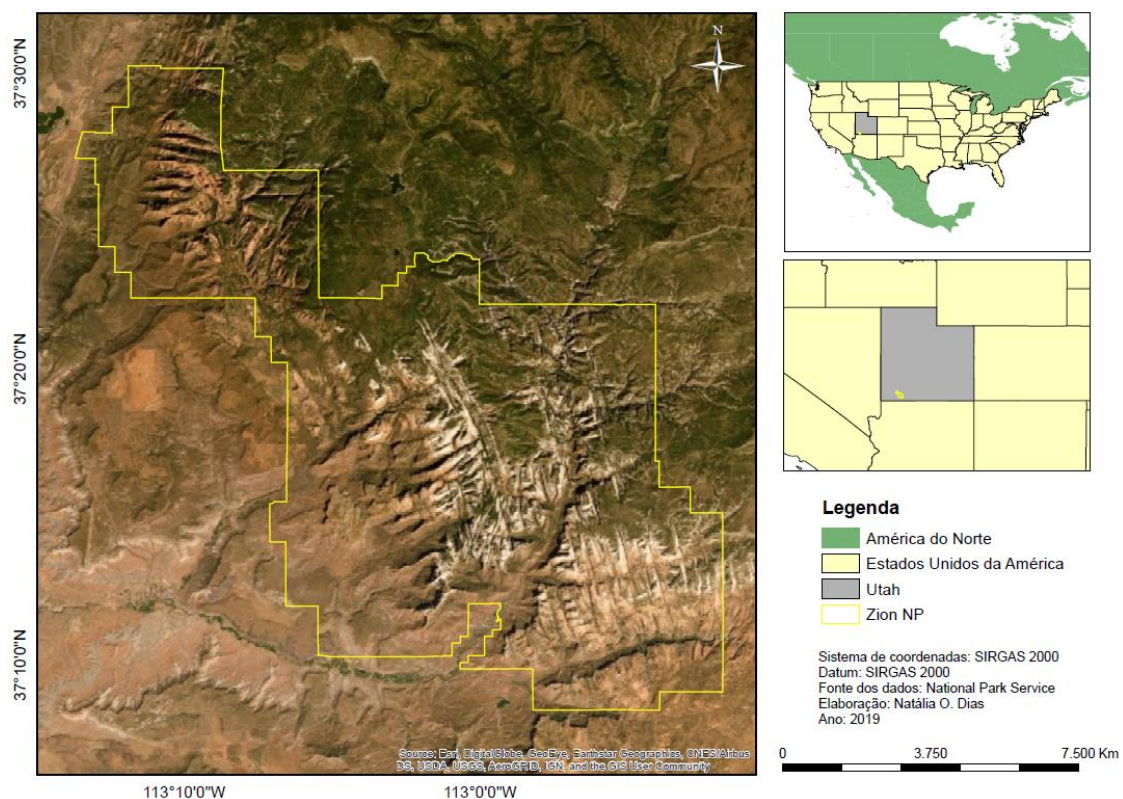 N
37°30'0"N
37°20'0"N
37°10'0"N
113°10'0"W
113°0'0"W
Source: Esri, DigitalGlobe, GeoEye, Earthstar Geographics, CNES/Airbus
DS, USDA, USGS, AeroGRID, IGN, and the GIS User Community
Legenda
América do Norte
Estados Unidos da América
Utah
Zion NP
Sistema de coordenadas: SIRGAS 2000
Datum: SIRGAS 2000
Fonte dos dados: National Park Service
Elaboração: Natália O. Dias
Ano: 2019
0 3.750 7.500 Km